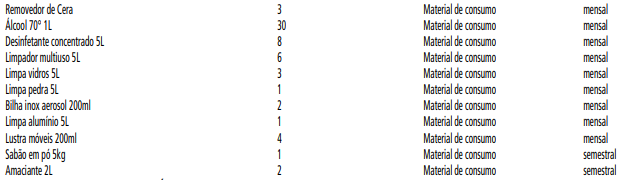 Removedor de Cera 3 Material de consumo mensal
Álcool 70° 1L 30 Material de consumo mensal
Desinfetante concentrado 5L 8 Material de consumo mensal
Limpador multiuso 5L 6 Material de consumo mensal
Limpa vidros 5L 3 Material de consumo mensal
Limpa pedra 5L 1 Material de consumo mensal
Bilha inox aerosol 200ml 2 Material de consumo mensal
Limpa alumínio 5L 1 Material de consumo mensal
Lustra móveis 200ml 4 Material de consumo mensal
Sabão em pó 5kg 1 Material de consumo semestral
Amaciante 2L 2 Material de consumo semestral